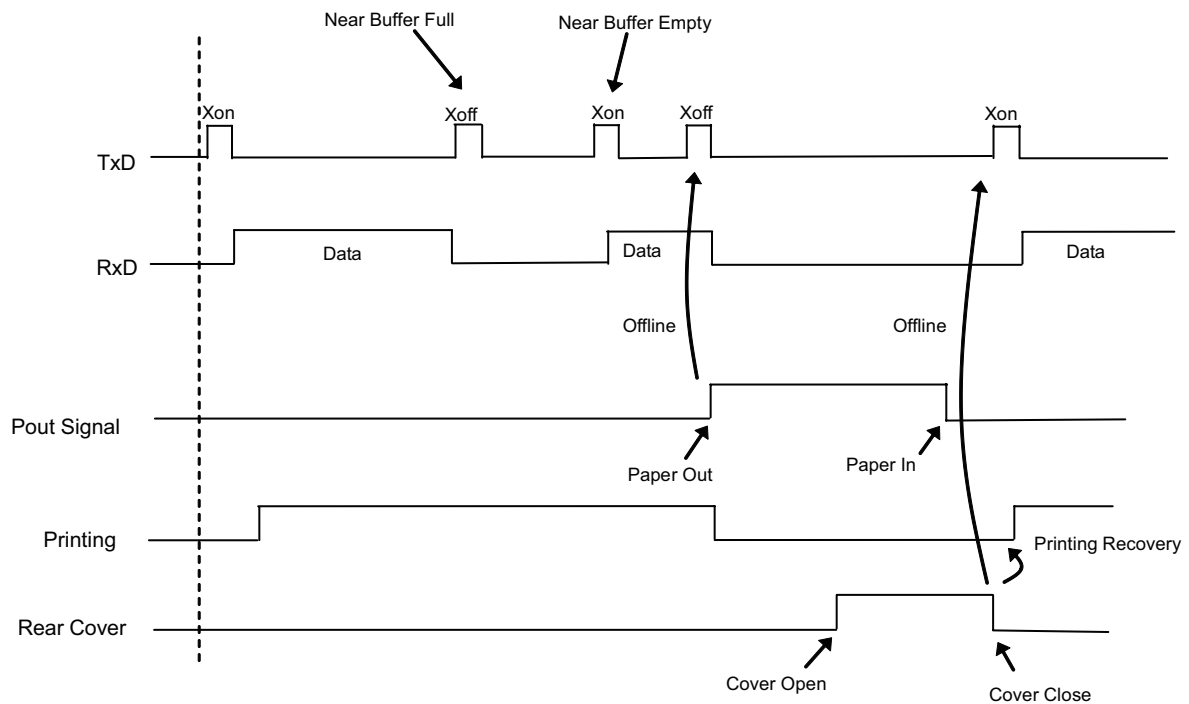 Near Buffer Full
Near Buffer Empty
Xon
Xoff
Xon
Xoff
Xon
TxD
Data
Data
Data
RxD
Offline
Offline
Pout Signal
Paper Out
Paper In
Printing
Printing Recovery
Rear Cover
Cover Open
Cover Close